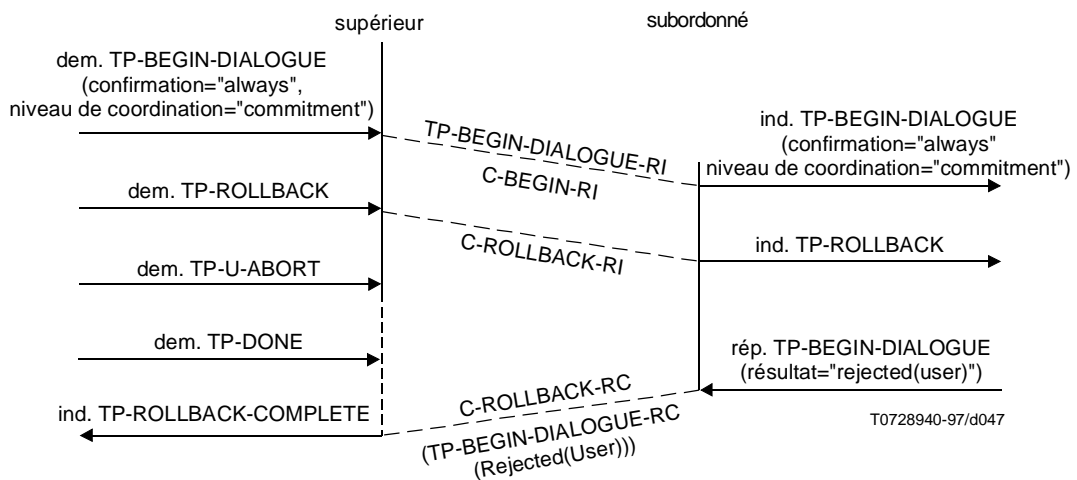 supérieur
subordonné
dem. TP-BEGIN-DIALOGUE
(confirmation="always",
niveau de coordination="commitment")
TP-BEGIN-DIALOGUE-RI
C-BEGIN-RI
ind. TP-BEGIN-DIALOGUE
(confirmation="always"
niveau de coordination="commitment")
dem. TP-ROLLBACK
C-ROLLBACK-RI
ind. TP-ROLLBACK
dem. TP-U-ABORT
dem. TP-DONE
rép. TP-BEGIN-DIALOGUE
(résultat="rejected(user)")
ind. TP-ROLLBACK-COMPLETE
C-ROLLBACK-RC
(TP-BEGIN-DIALOGUE-RC
(Rejected(User)))
T0728940-97/d047